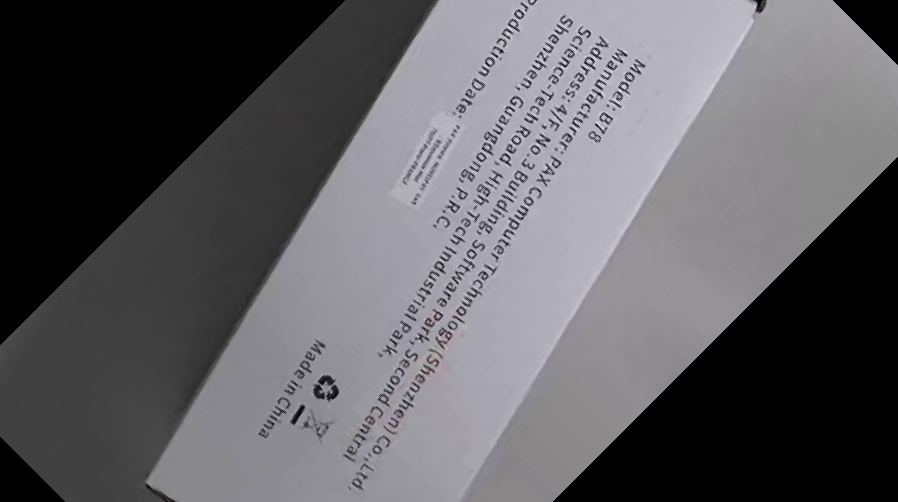 Model: B78
Manufacturer: PAX Computer Technology (Shenzhen) Co.,Ltd.
Address: 4/F, No.3 Building, Software Park, Second Central
Science-Tech Road, High-Tech Industrial Park,
Shenzhen, Guangdong, P.R.C.
Production Date:
Made in China